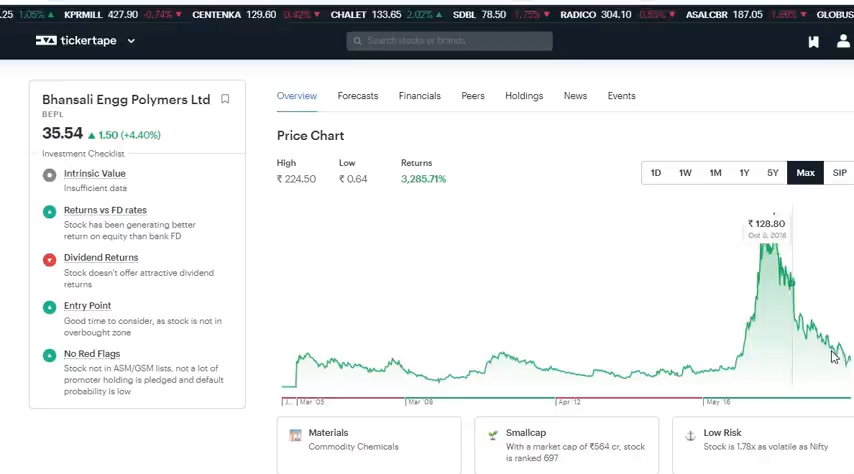 .25 1.05% ▲ KPRMILL 427.90 -0.74% ▼ CENTENKA 129.60 -0.42% ▼ CHALET 133.65 2.02% ▲ SDBL 78.50 -1.75% ▼ RADICO 304.10 -0.53% ▼ ASALCBR 187.05 -1.86% ▼ GLOBUS
tickertape
Search stocks or brands
Bhansali Engg Polymers Ltd
BEPL
35.54 ▲ 1.50 (+4.40%)
Investment Checklist
Intrinsic Value
Insufficient data
Returns vs FD rates
Stock has been generating better
return on equity than bank FD
Dividend Returns
Stock doesn't offer attractive dividend
returns
Entry Point
Good time to consider, as stock is not in
overbought zone
No Red Flags
Stock not in ASM/GSM lists, not a lot of
promoter holding is pledged and default
probability is low
Overview Forecasts Financials Peers Holdings News Events
Price Chart
High Low Returns
₹ 224.50 ₹ 0.64 3,285.71%
1D 1W 1M 1Y 5Y Max SIP
₹ 128.80
Oct 5, 2018
J... Mar '05 Mar '08 Apr '12 May '16
Materials
Commodity Chemicals
Smallcap
With a market cap of ₹564 cr, stock
is ranked 697
Low Risk
Stock is 1.78x as volatile as Nifty